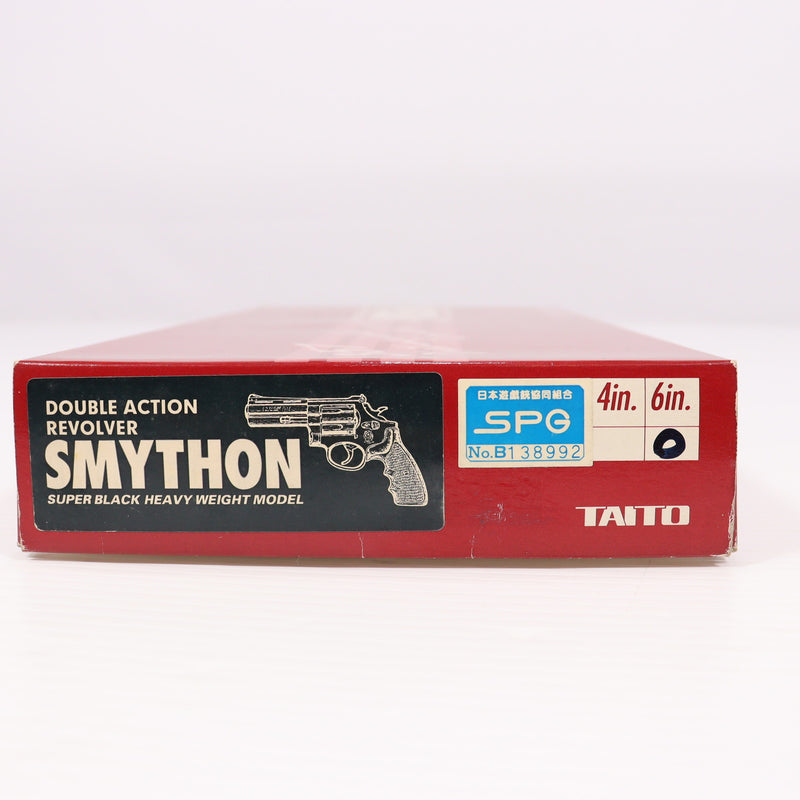 DOUBLE ACTION
REVOLVER
SMYTHON
SUPER BLACK HEAVY WEIGHT MODEL
日本遊戯銃協同組合
SPG
No.B138992
4in. 6in.
TAITO